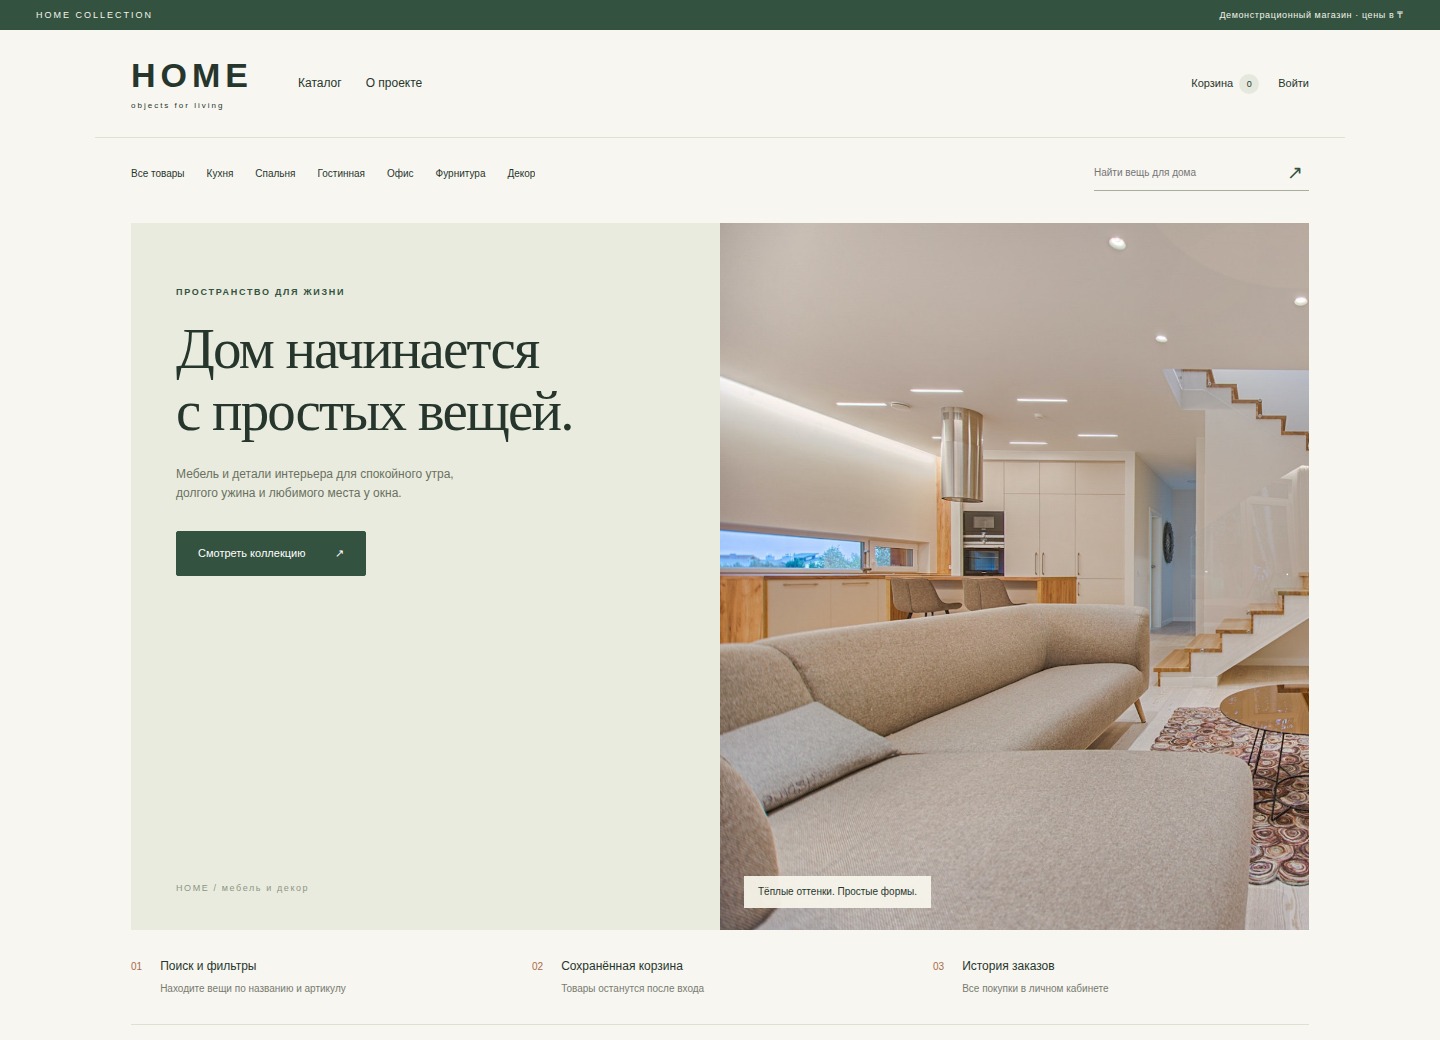 HOME COLLECTION
Демонстрационный магазин · цены в ₸
HOME
objects for living
Каталог
О проекте
Корзина 0
Войти
Все товары
Кухня
Спальня
Гостинная
Офис
Фурнитура
Декор
Найти вещь для дома ↗
ПРОСТРАНСТВО ДЛЯ ЖИЗНИ
Дом начинается
с простых вещей.
Мебель и детали интерьера для спокойного утра,
долгого ужина и любимого места у окна.
Смотреть коллекцию ↗
HOME / мебель и декор
Тёплые оттенки. Простые формы.
01 Поиск и фильтры
Находите вещи по названию и артикулу
02 Сохранённая корзина
Товары останутся после входа
03 История заказов
Все покупки в личном кабинете